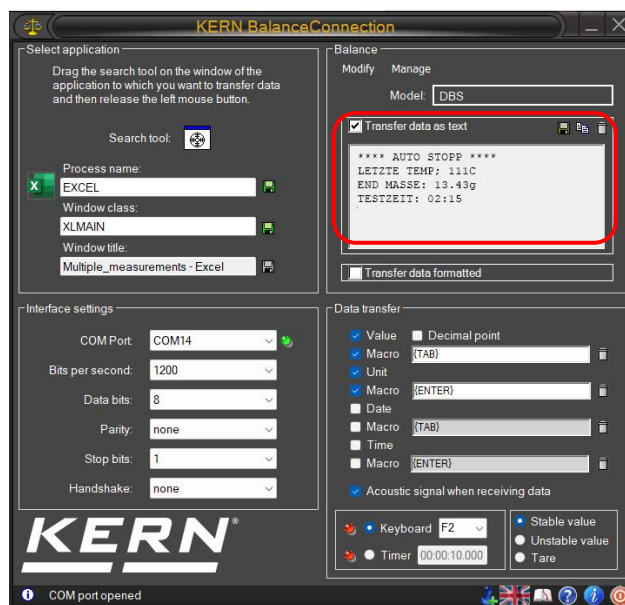 KERN BalanceConnection
Select application
Drag the search tool on the window of the
application to which you want to transfer data
and then release the left mouse button.
Search tool:
Process name:
EXCEL
Window class:
XLMAIN
Window title:
Multiple_measurements - Excel
Balance
Modify Manage
Model: DBS
Transfer data as text
**** AUTO STOPP ****
LETZTE TEMP; 111C
END MASSE: 13.43g
TESTZEIT: 02:15
Transfer data formatted
Interface settings
COM Port: COM14
Bits per second: 1200
Data bits: 8
Parity: none
Stop bits: 1
Handshake: none
Data transfer
Value Decimal point
Macro {TAB}
Unit
Macro {ENTER}
Date
Macro {TAB}
Time
Macro {ENTER}
Acoustic signal when receiving data
Keyboard F2
Timer 00:00:10.000
Stable value
Unstable value
Tare
KERN®
COM port opened